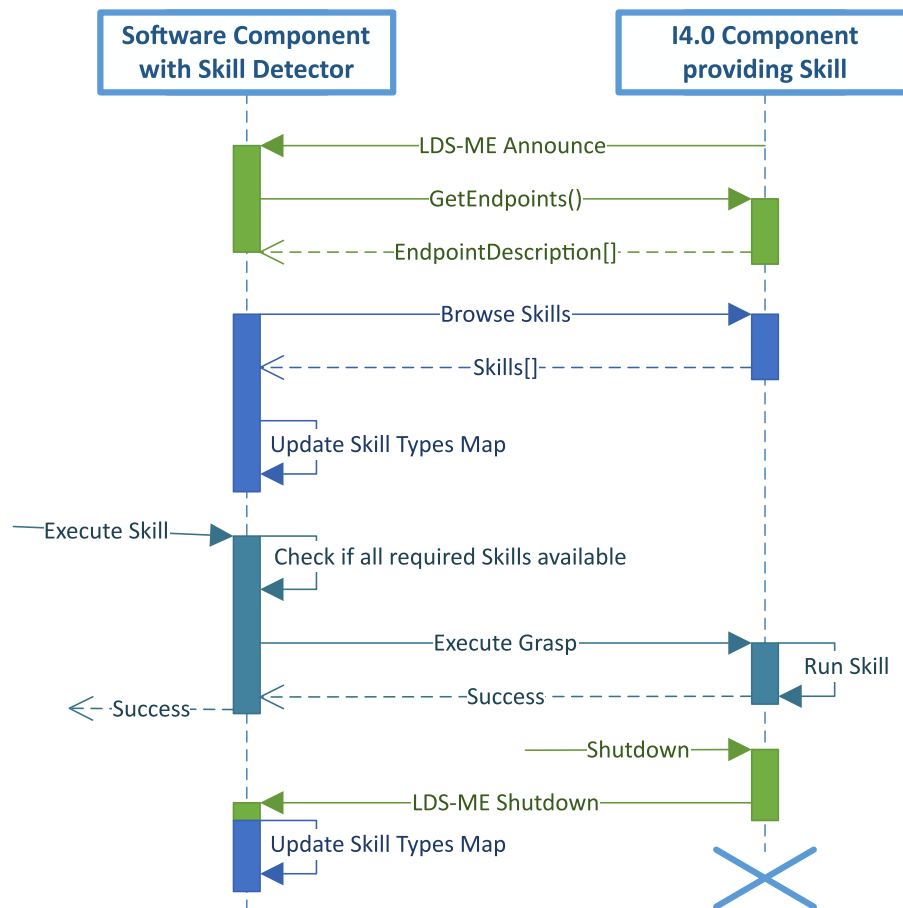 Software Component
with Skill Detector
I4.0 Component
providing Skill
LDS-ME Announce
GetEndpoints()
EndpointDescription[]
Browse Skills
Skills[]
Update Skill Types Map
Execute Skill
Check if all required Skills available
Execute Grasp
Run Skill
Success
Success
Shutdown
LDS-ME Shutdown
Update Skill Types Map